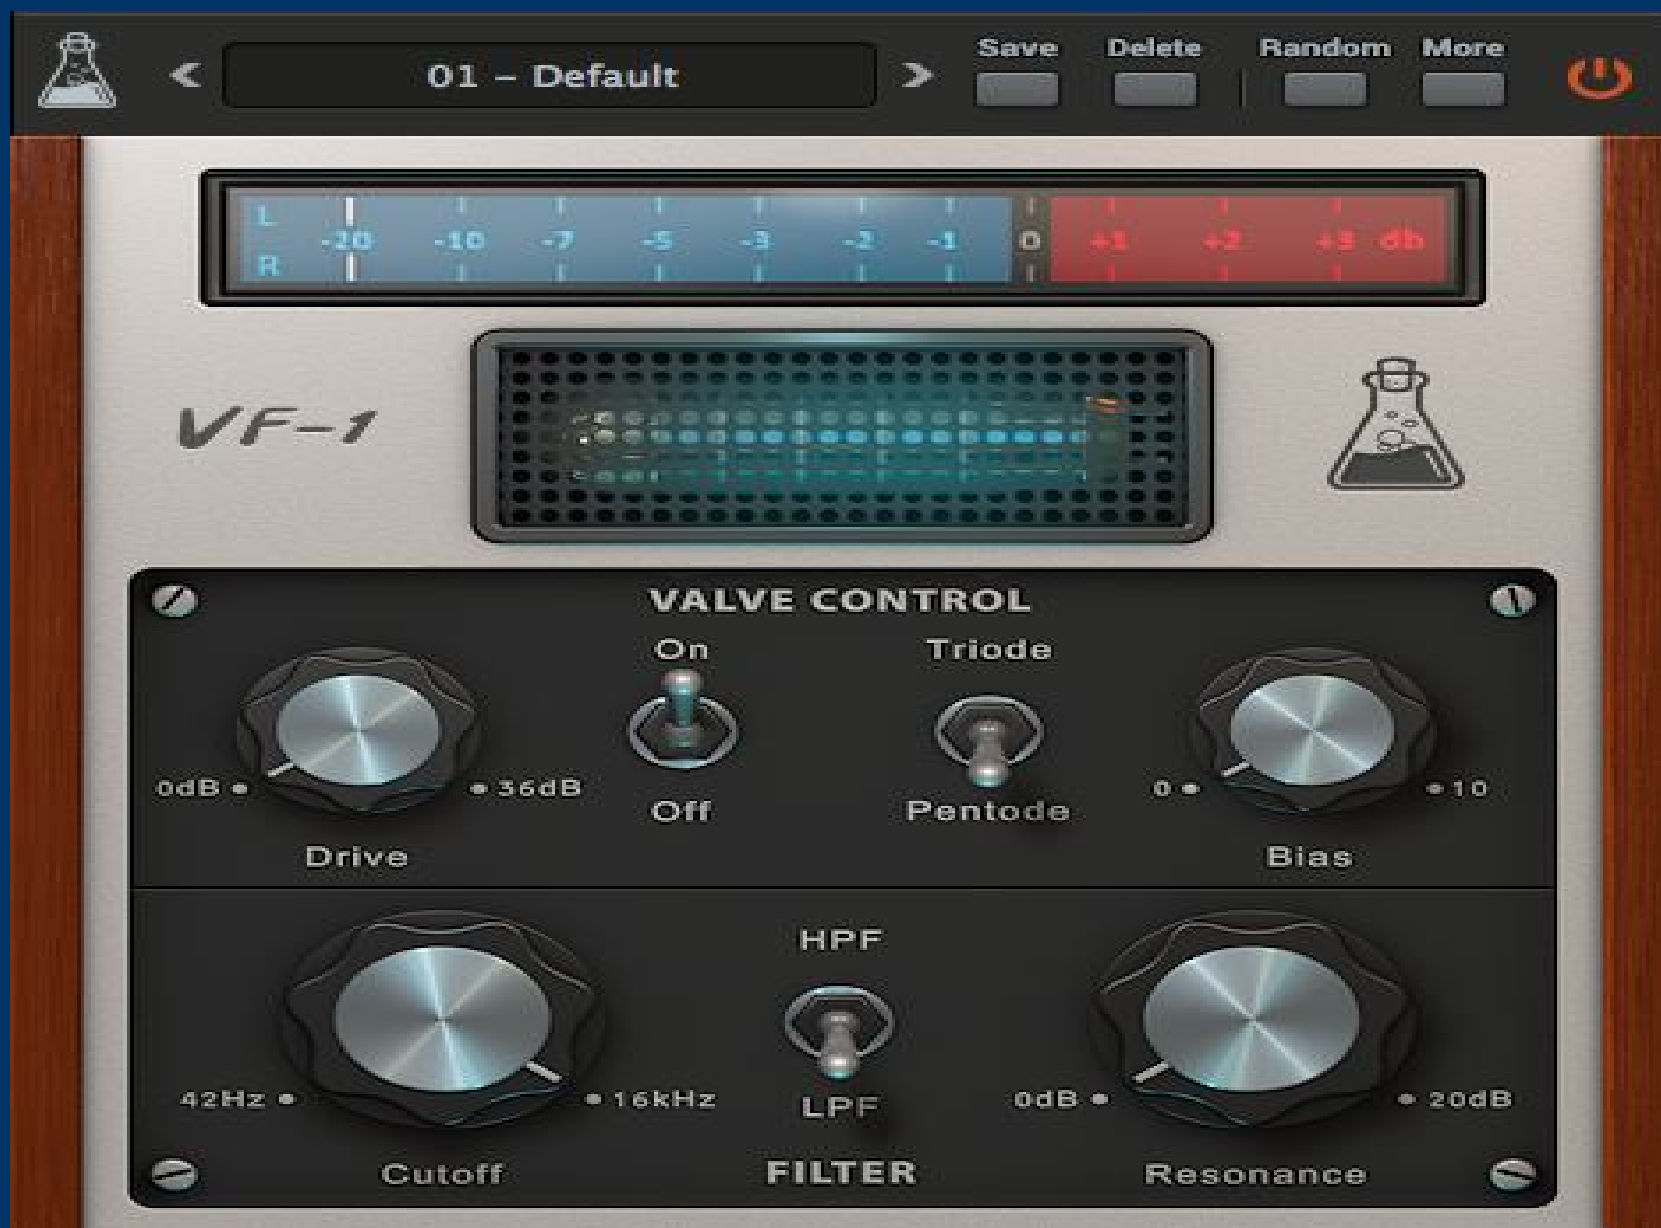 Save Delete Random More
01 – Default
L
-20 -10 -7 -5 -3 -2 -1 0 +1 +2 +3 db
R
VF-1
VALVE CONTROL
On Triode
0dB 36dB 0 10
Off Pentode
Drive Bias
HPF
42Hz 16kHz 0dB 20dB
LPF
Cutoff FILTER Resonance